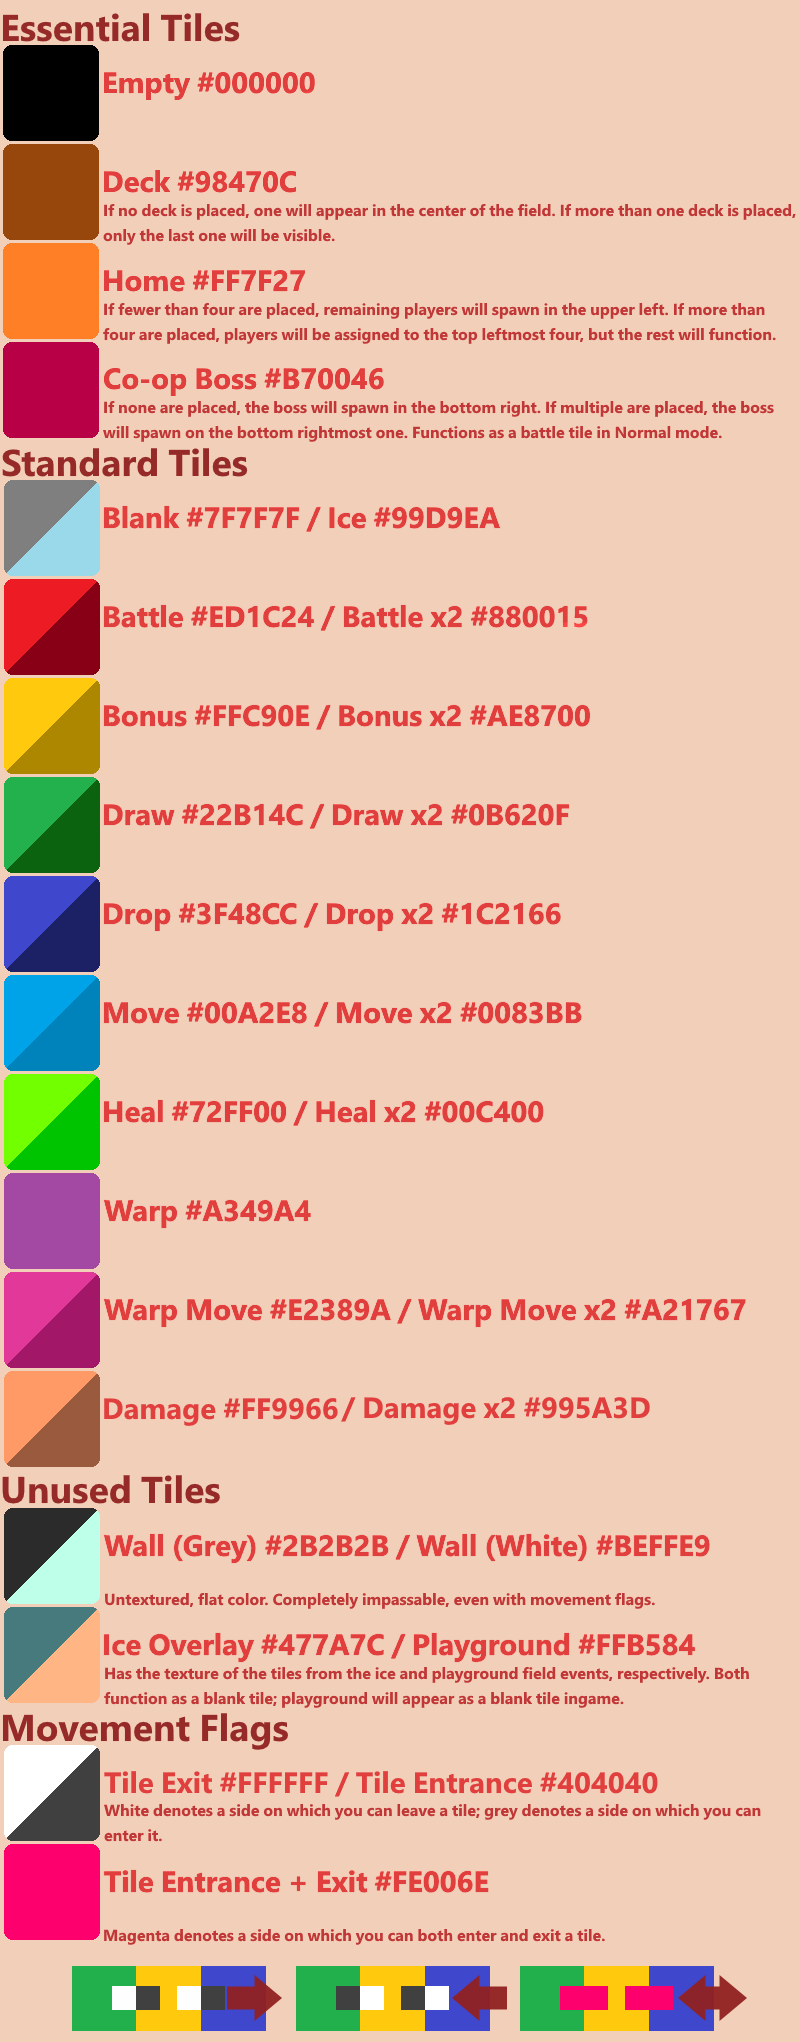 Essential Tiles
Empty #000000
Deck #98470C
If no deck is placed, one will appear in the center of the field. If more than one deck is placed,
only the last one will be visible.
Home #FF7F27
If fewer than four are placed, remaining players will spawn in the upper left. If more than
four are placed, players will be assigned to the top leftmost four, but the rest will function.
Co-op Boss #B70046
If none are placed, the boss will spawn in the bottom right. If multiple are placed, the boss
will spawn on the bottom rightmost one. Functions as a battle tile in Normal mode.
Standard Tiles
Blank #7F7F7F / Ice #99D9EA
Battle #ED1C24 / Battle x2 #880015
Bonus #FFC90E / Bonus x2 #AE8700
Draw #22B14C / Draw x2 #0B620F
Drop #3F48CC / Drop x2 #1C2166
Move #00A2E8 / Move x2 #0083BB
Heal #72FF00 / Heal x2 #00C400
Warp #A349A4
Warp Move #E2389A / Warp Move x2 #A21767
Damage #FF9966 / Damage x2 #995A3D
Unused Tiles
Wall (Grey) #2B2B2B / Wall (White) #BEFFE9
Untextured, flat color. Completely impassable, even with movement flags.
Ice Overlay #477A7C / Playground #FFB584
Has the texture of the tiles from the ice and playground field events, respectively. Both
function as a blank tile; playground will appear as a blank tile ingame.
Movement Flags
Tile Exit #FFFFFF / Tile Entrance #404040
White denotes a side on which you can leave a tile; grey denotes a side on which you can
enter it.
Tile Entrance + Exit #FE006E
Magenta denotes a side on which you can both enter and exit a tile.